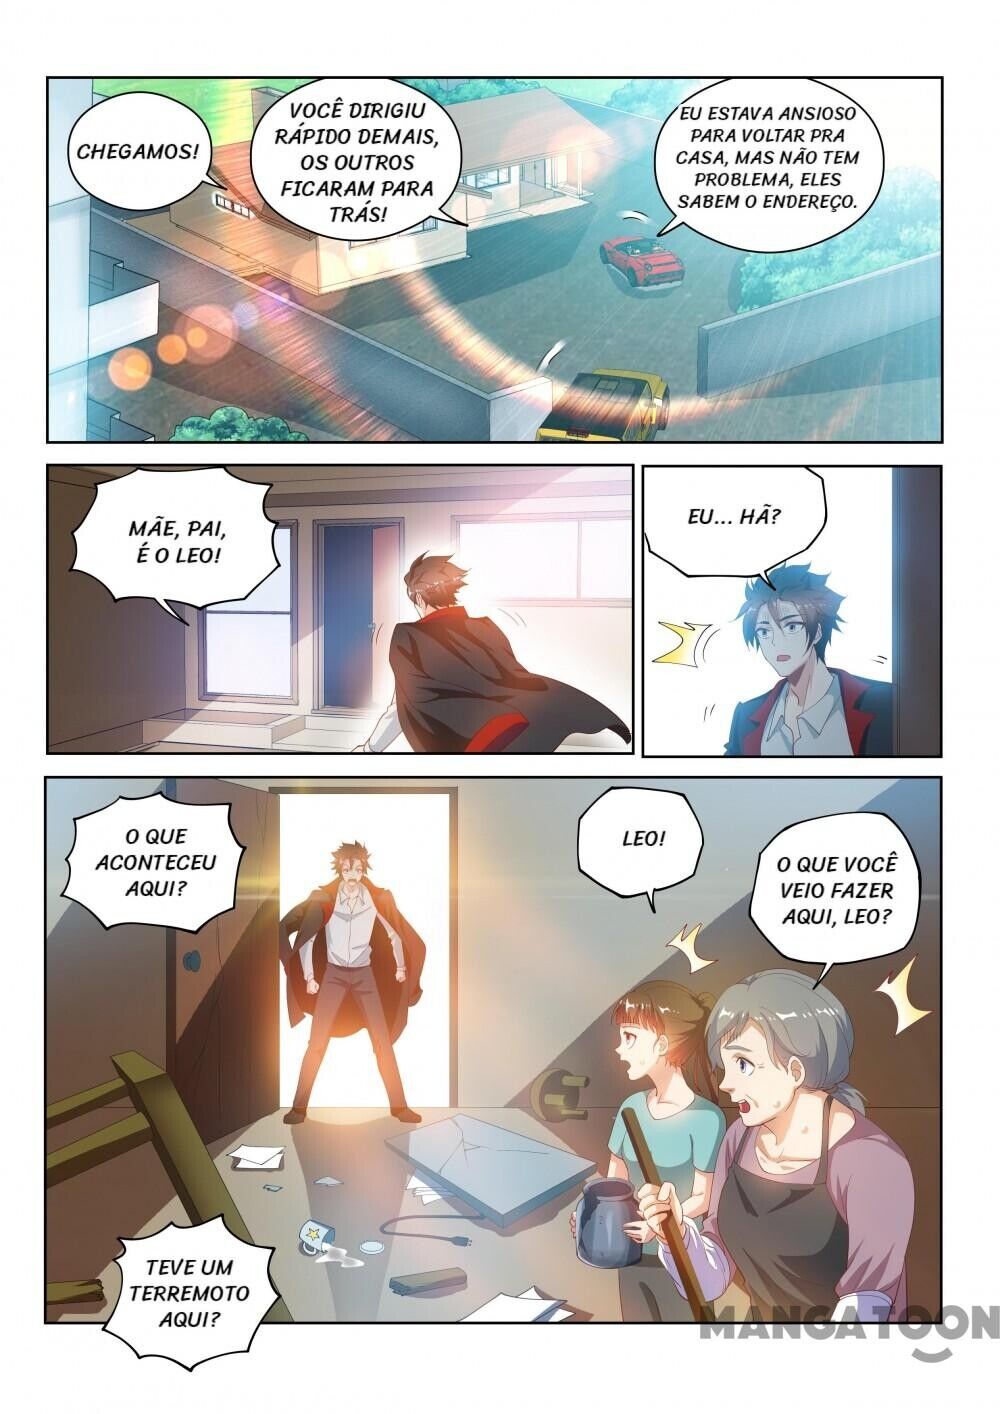 CHEGAMOS!
VOCÊ DIRIGIU
RÁPIDO DEMAIS,
OS OUTROS
FICARAM PARA
TRÁS!
EU ESTAVA ANSIOSO
PARA VOLTAR PRA
CASA, MAS NÃO TEM
PROBLEMA, ELES
SABEM O ENDEREÇO.
MÃE, PAI,
É O LEO!
EU... HÃ?
O QUE
ACONTECEU
AQUI?
LEO!
O QUE VOCÊ
VEIO FAZER
AQUI, LEO?
TEVE UM
TERREMOTO
AQUI?
MANGATOON